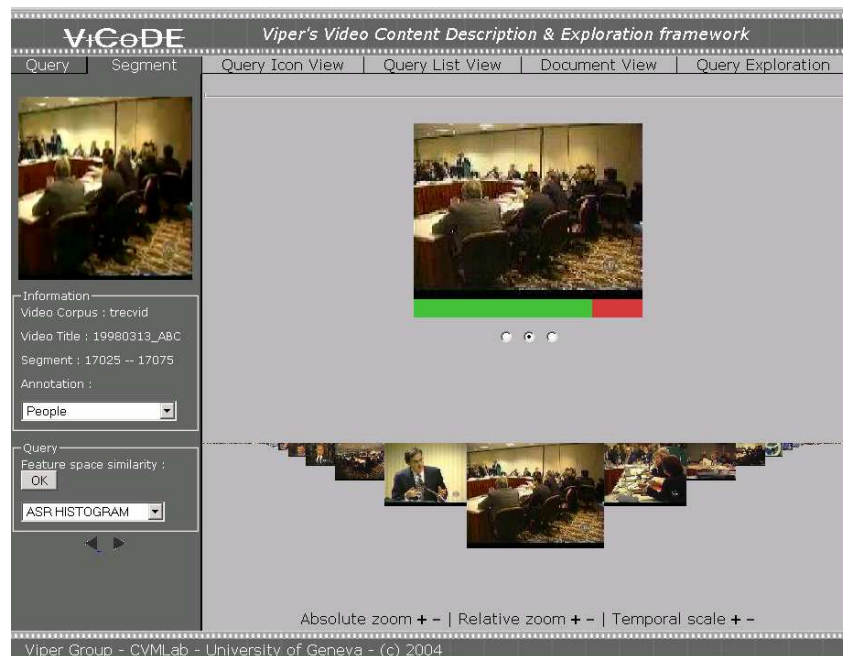 ViCoDE
Viper's Video Content Description & Exploration framework
Query Segment Query Icon View | Query List View | Document View | Query Exploration
Information
Video Corpus : trecvid
Video Title : 19980313_ABC
Segment : 17025 -- 17075
Annotation :
People
Query
Feature space similarity :
OK
ASR HISTOGRAM
Absolute zoom + - | Relative zoom + - | Temporal scale + -
Viper Group - CVMLab - University of Geneva - (c) 2004